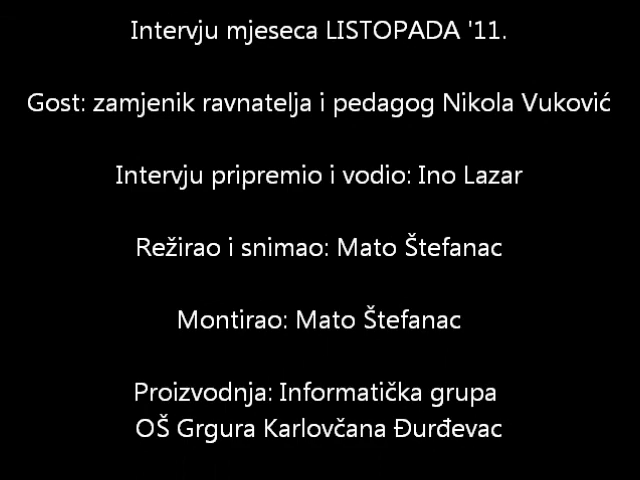 Intervju mjeseca LISTOPADA '11.
Gost: zamjenik ravnatelja i pedagog Nikola Vuković
Intervju pripremio i vodio: Ino Lazar
Režirao i snimao: Mato Štefanac
Montirao: Mato Štefanac
Proizvodnja: Informatička grupa
OŠ Grgura Karlovčana Đurđevac